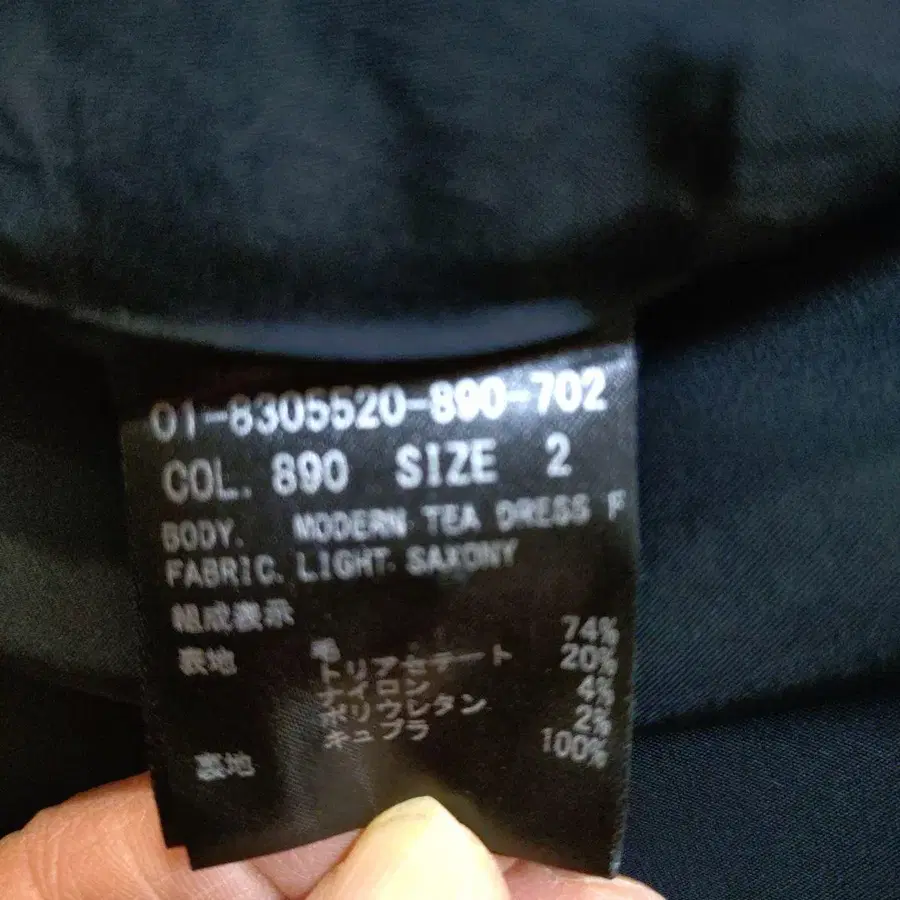 01-8305520-890-702
COL. 890 SIZE 2
BODY. MODERN TEA DRESS F
FABRIC. LIGHT SAXONY
組成表示
表地 毛 74%
トリアセテート 20%
ナイロン 4%
ポリウレタン 2%
裏地 キュプラ 100%